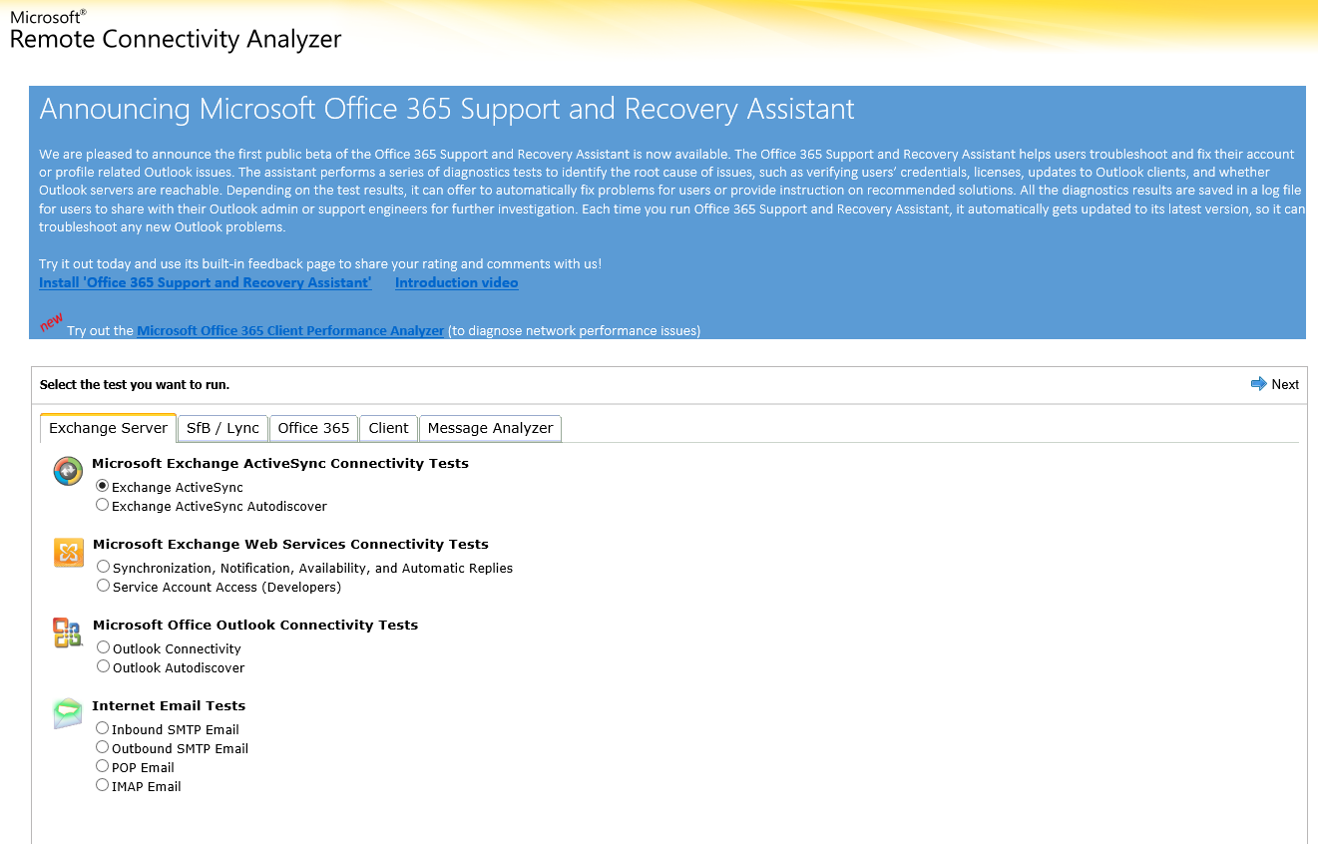 Microsoft®
Remote Connectivity Analyzer
Announcing Microsoft Office 365 Support and Recovery Assistant
We are pleased to announce the first public beta of the Office 365 Support and Recovery Assistant is now available. The Office 365 Support and Recovery Assistant helps users troubleshoot and fix their account
or profile related Outlook issues. The assistant performs a series of diagnostics tests to identify the root cause of issues, such as verifying users' credentials, licenses, updates to Outlook clients, and whether
Outlook servers are reachable. Depending on the test results, it can offer to automatically fix problems for users or provide instruction on recommended solutions. All the diagnostics results are saved in a log file
for users to share with their Outlook admin or support engineers for further investigation. Each time you run Office 365 Support and Recovery Assistant, it automatically gets updated to its latest version, so it can
troubleshoot any new Outlook problems.
Try it out today and use its built-in feedback page to share your rating and comments with us!
Install 'Office 365 Support and Recovery Assistant' Introduction video
new Try out the Microsoft Office 365 Client Performance Analyzer (to diagnose network performance issues)
Select the test you want to run. Next
Exchange Server SfB / Lync Office 365 Client Message Analyzer
Microsoft Exchange ActiveSync Connectivity Tests
Exchange ActiveSync
Exchange ActiveSync Autodiscover
Microsoft Exchange Web Services Connectivity Tests
Synchronization, Notification, Availability, and Automatic Replies
Service Account Access (Developers)
Microsoft Office Outlook Connectivity Tests
Outlook Connectivity
Outlook Autodiscover
Internet Email Tests
Inbound SMTP Email
Outbound SMTP Email
POP Email
IMAP Email